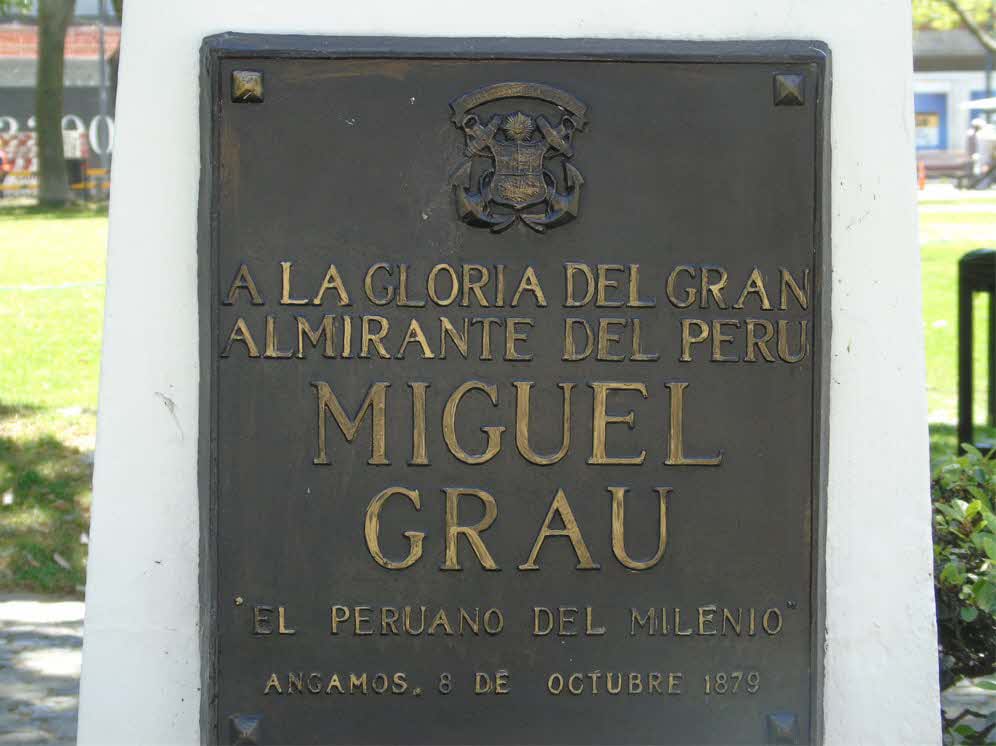 A LA GLORIA DEL GRAN
ALMIRANTE DEL PERU
MIGUEL
GRAU
"EL PERUANO DEL MILENIO"
ANGAMOS. 8 DE OCTUBRE 1879